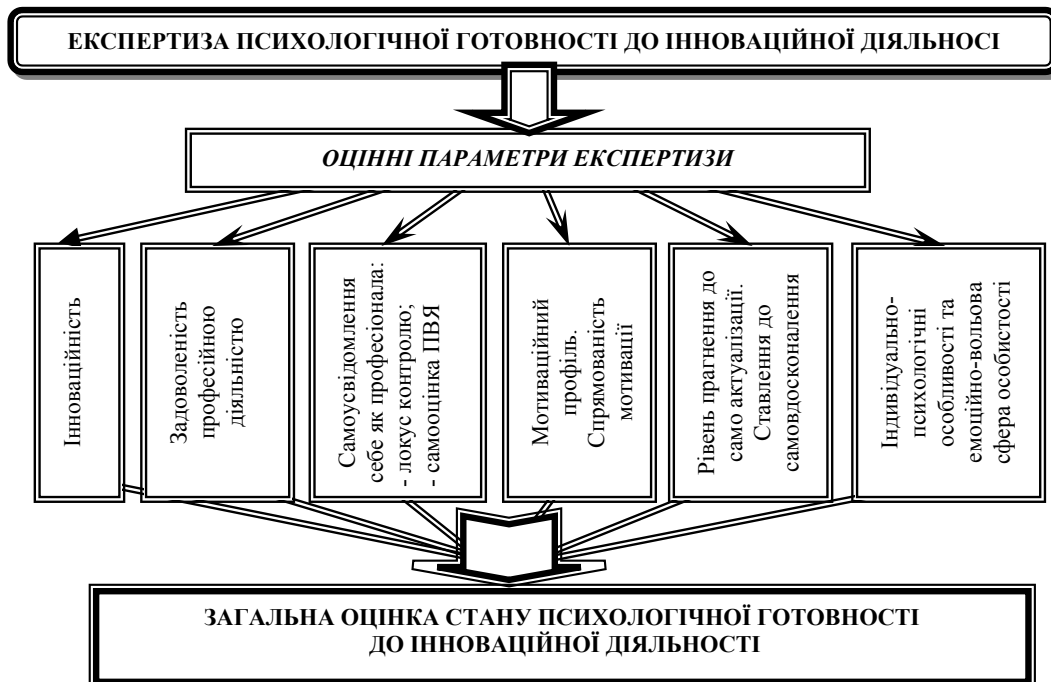 ЕКСПЕРТИЗА ПСИХОЛОГІЧНОЇ ГОТОВНОСТІ ДО ІННОВАЦІЙНОЇ ДІЯЛЬНОСІ
ОЦІННІ ПАРАМЕТРИ ЕКСПЕРТИЗИ
Інноваційність
Задоволеність
професійною
діяльністю
Самоусвідомлення
себе як професіонала:
- локус контролю;
- самооцінка ПВЯ
Мотиваційний
профіль.
Спрямованість
мотивації
Рівень прагнення до
само актуалізації.
Ставлення до
самовдосконалення
Індивідуально-
психологічні
особливості та
емоційно-вольова
сфера особистості
ЗАГАЛЬНА ОЦІНКА СТАНУ ПСИХОЛОГІЧНОЇ ГОТОВНОСТІ
ДО ІННОВАЦІЙНОЇ ДІЯЛЬНОСТІ